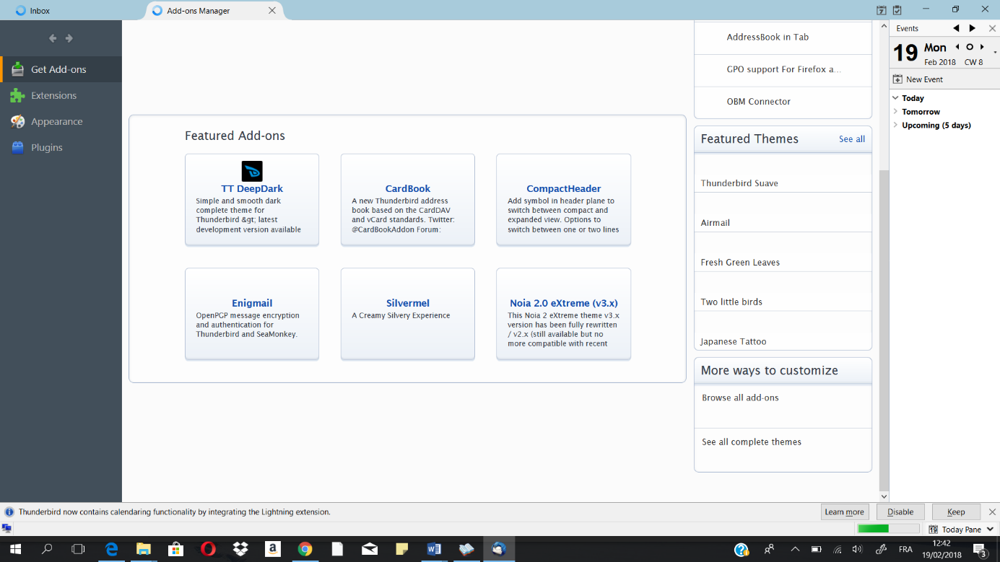 Inbox
Add-ons Manager
Get Add-ons
Extensions
Appearance
Plugins
Featured Add-ons
TT DeepDark
Simple and smooth dark
complete theme for
Thunderbird &gt; latest
development version available
CardBook
A new Thunderbird address
book based on the CardDAV
and vCard standards. Twitter:
@CardBookAddon Forum:
CompactHeader
Add symbol in header plane to
switch between compact and
expanded view. Options to
switch between one or two lines
Enigmail
OpenPGP message encryption
and authentication for
Thunderbird and SeaMonkey.
Silvermel
A Creamy Silvery Experience
Noia 2.0 eXtreme (v3.x)
This Noia 2 eXtreme theme v3.x
version has been fully rewritten
/ v2.x (still available but no
more compatible with recent
AddressBook in Tab
GPO support For Firefox a...
OBM Connector
Featured Themes See all
Thunderbird Suave
Airmail
Fresh Green Leaves
Two little birds
Japanese Tattoo
More ways to customize
Browse all add-ons
See all complete themes
7
Events
19 Mon
Feb 2018 CW 8
New Event
Today
Tomorrow
Upcoming (5 days)
Thunderbird now contains calendaring functionality by integrating the Lightning extension.
Learn more Disable Keep
19 Today Pane
FRA
12:42
19/02/2018
3